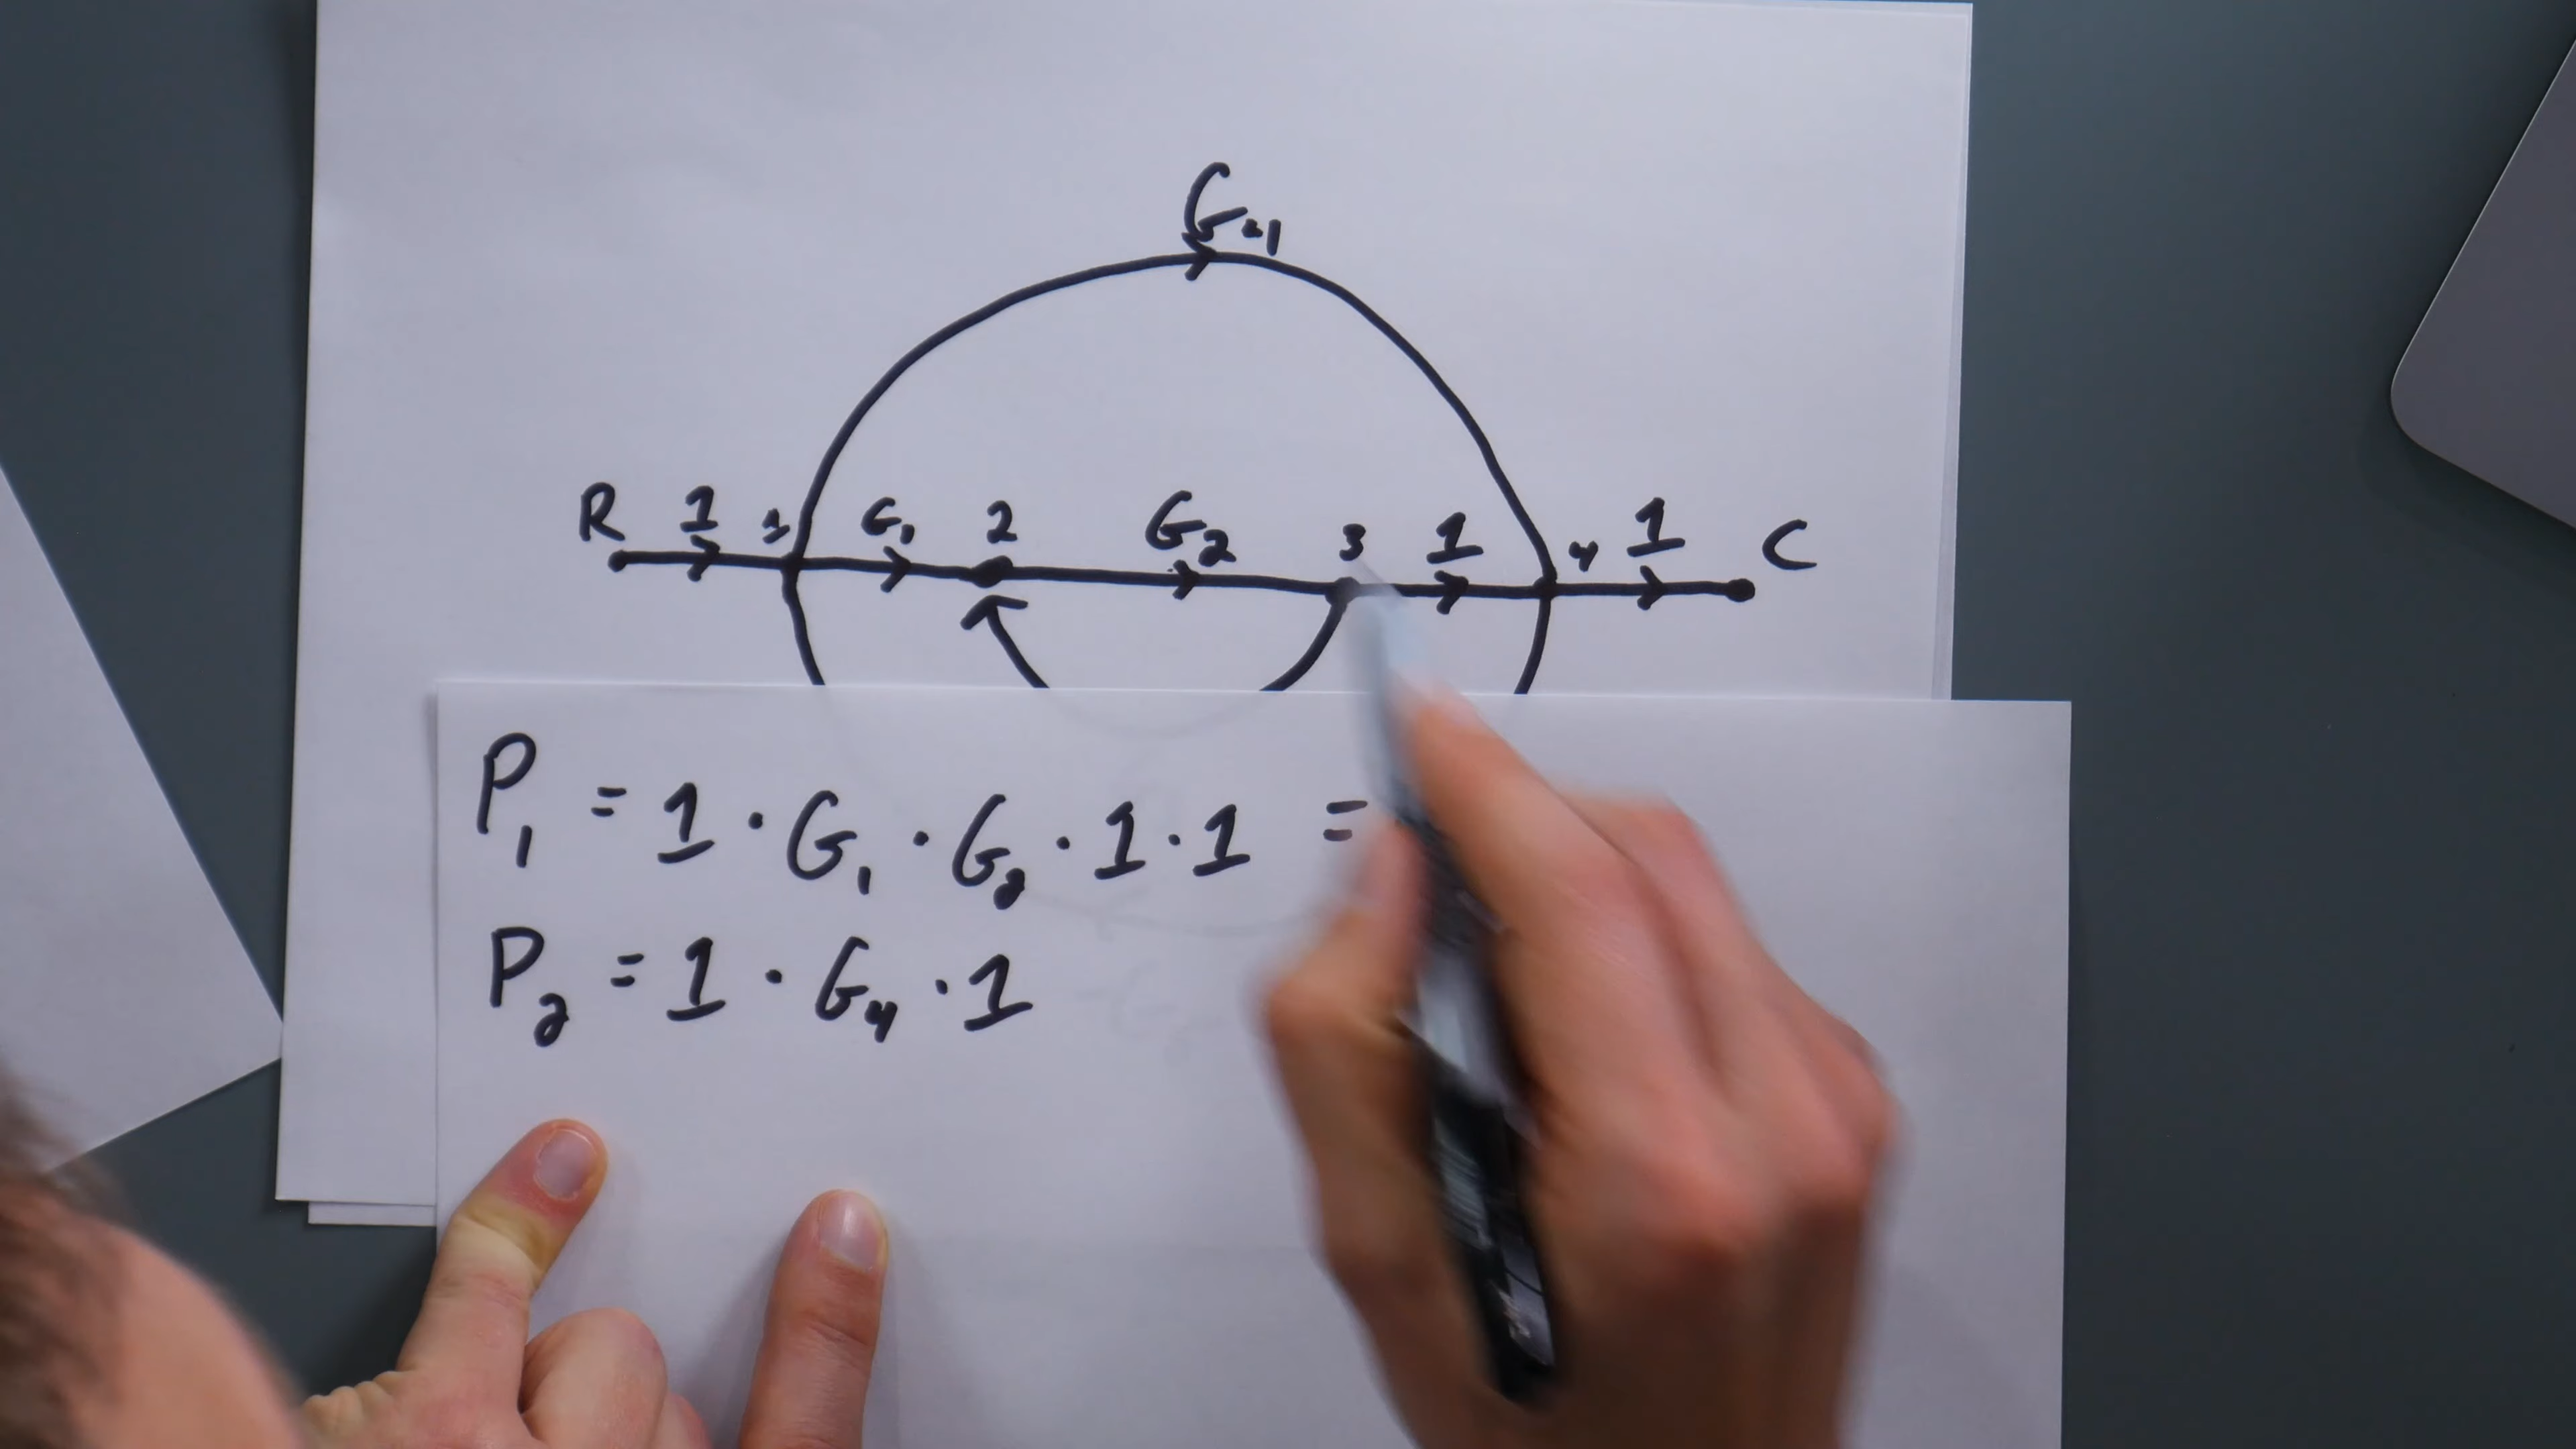 G4
R 1 1 G1 2 G2 3 1 4 1 C
P1 = 1 · G1 · G2 · 1 · 1 =
P2 = 1 · G4 · 1